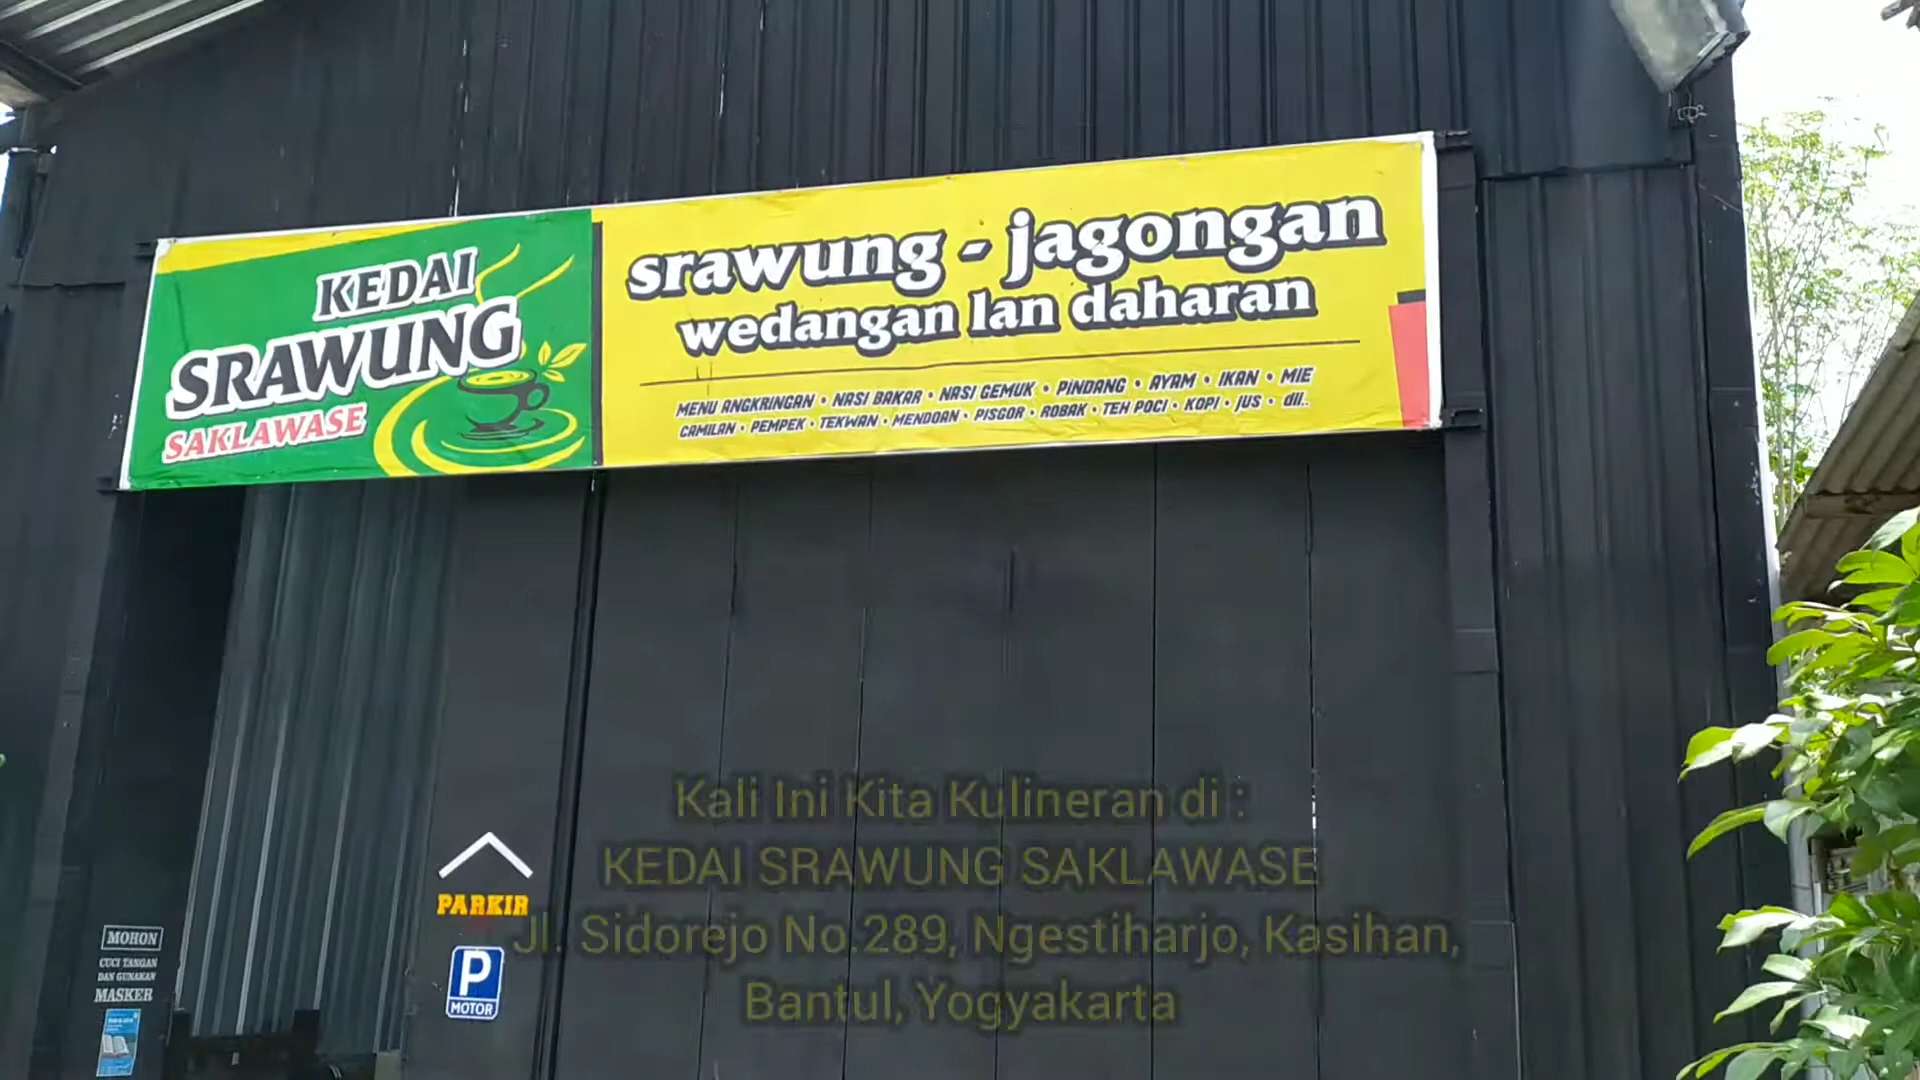 KEDAI
SRAWUNG
SAKLAWASE
srawung - jagongan
wedangan lan daharan
MENU ANGKRINGAN • NASI BAKAR • NASI GEMUK • PINDANG • AYAM • IKAN • MIE
CAMILAN • PEMPEK • TEKWAN • MENDOAN • PISGOR • ROBAK • TEH POCI • KOPI • JUS • dll..
Kali Ini Kita Kulineran di :
KEDAI SRAWUNG SAKLAWASE
Jl. Sidorejo No.289, Ngestiharjo, Kasihan,
Bantul, Yogyakarta
PARKIR
P
MOTOR
MOHON
CUCI TANGAN
DAN GUNAKAN
MASKER